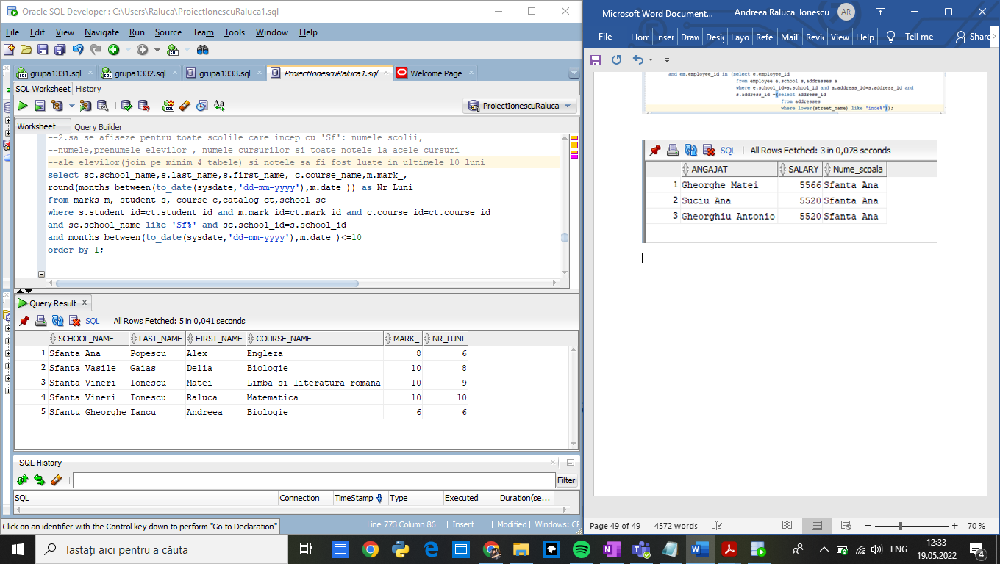 Oracle SQL Developer : C:\Users\Raluca\ProiectIonescuRaluca1.sql
File Edit View Navigate Run Source Team Tools Window Help
grupa1331.sql grupa1332.sql grupa1333.sql ProiectIonescuRaluca1.sql Welcome Page
SQL Worksheet History
ProiectIonescuRaluca
Worksheet Query Builder
--2.sa se afiseze pentru toate scolile care incep cu 'Sf': numele scolii,
--numele,prenumele elevilor , numele cursurilor si toate notele la acele cursuri
--ale elevilor(join pe minim 4 tabele) si notele sa fi fost luate in ultimele 10 luni
select sc.school_name,s.last_name,s.first_name, c.course_name,m.mark_,
round(months_between(to_date(sysdate,'dd-mm-yyyy'),m.date_)) as Nr_Luni
from marks m, student s, course c,catalog ct,school sc
where s.student_id=ct.student_id and m.mark_id=ct.mark_id and c.course_id=ct.course_id
and sc.school_name like 'Sf%' and sc.school_id=s.school_id
and months_between(to_date(sysdate,'dd-mm-yyyy'),m.date_)<=10
order by 1;
Query Result x
SQL | All Rows Fetched: 5 in 0,041 seconds
SCHOOL_NAME LAST_NAME FIRST_NAME COURSE_NAME MARK_ NR_LUNI
1 Sfanta Ana Popescu Alex Engleza 8 6
2 Sfanta Vasile Gaias Delia Biologie 10 8
3 Sfanta Vineri Ionescu Matei Limba si literatura romana 10 9
4 Sfanta Vineri Ionescu Raluca Matematica 10 10
5 Sfantu Gheorghe Iancu Andreea Biologie 6 6
SQL History
Filter
SQL Connection TimeStamp Type Executed Duration(se...
Click on an identifier with the Control key down to perform "Go to Declaration"
| Line 773 Column 86 | Insert | Modified | Windows: CR
Microsoft Word Document... Andreea Raluca Ionescu AR
File Hom Inser Draw Desig Layo Refer Maili Revie View Help Tell me Share
and em.employee_id in (select e.employee_id
from employee e,school s,addresses a
where e.school_id=s.school_id and a.address_id=s.address_id and
s.address_id =(select address_id
from addresses
where lower(street_name) like 'inde%'));
SQL | All Rows Fetched: 3 in 0,078 seconds
ANGAJAT SALARY Nume_scoala
1 Gheorghe Matei 5566 Sfanta Ana
2 Suciu Ana 5520 Sfanta Ana
3 Gheorghiu Antonio 5520 Sfanta Ana
Page 49 of 49 4572 words 70 %
Tastați aici pentru a căuta
ENG 12:33
19.05.2022
4